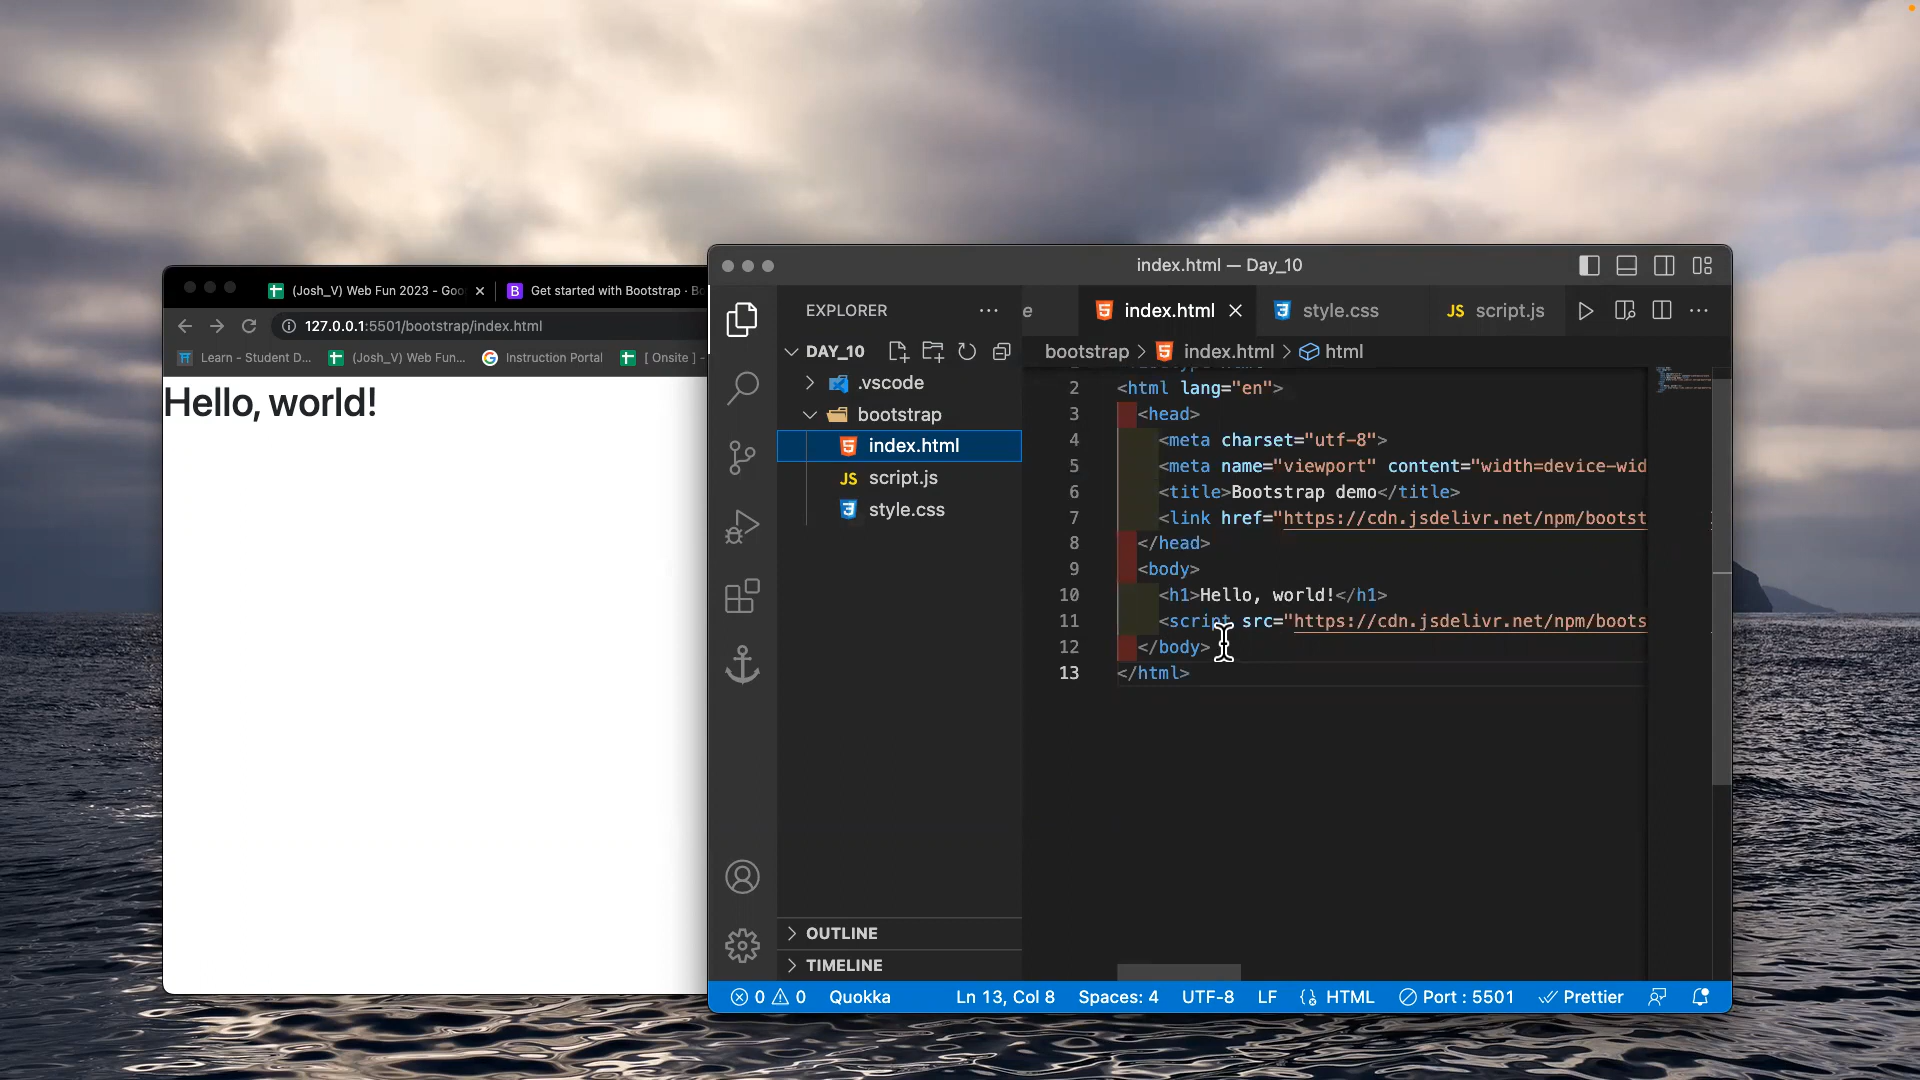 (Josh_V) Web Fun 2023 - Goo
Get started with Bootstrap · Bo
127.0.0.1:5501/bootstrap/index.html
Learn - Student D...
(Josh_V) Web Fun...
Instruction Portal
[ Onsite ] -
Hello, world!
index.html — Day_10
EXPLORER
DAY_10
.vscode
bootstrap
index.html
script.js
style.css
OUTLINE
TIMELINE
e
index.html
style.css
JS script.js
bootstrap > index.html > html
2 <html lang="en">
3 <head>
4 <meta charset="utf-8">
5 <meta name="viewport" content="width=device-wid
6 <title>Bootstrap demo</title>
7 <link href="https://cdn.jsdelivr.net/npm/bootst
8 </head>
9 <body>
10 <h1>Hello, world!</h1>
11 <script src="https://cdn.jsdelivr.net/npm/boots
12 </body>
13 </html>
0 0 Quokka Ln 13, Col 8 Spaces: 4 UTF-8 LF {} HTML Port : 5501 Prettier